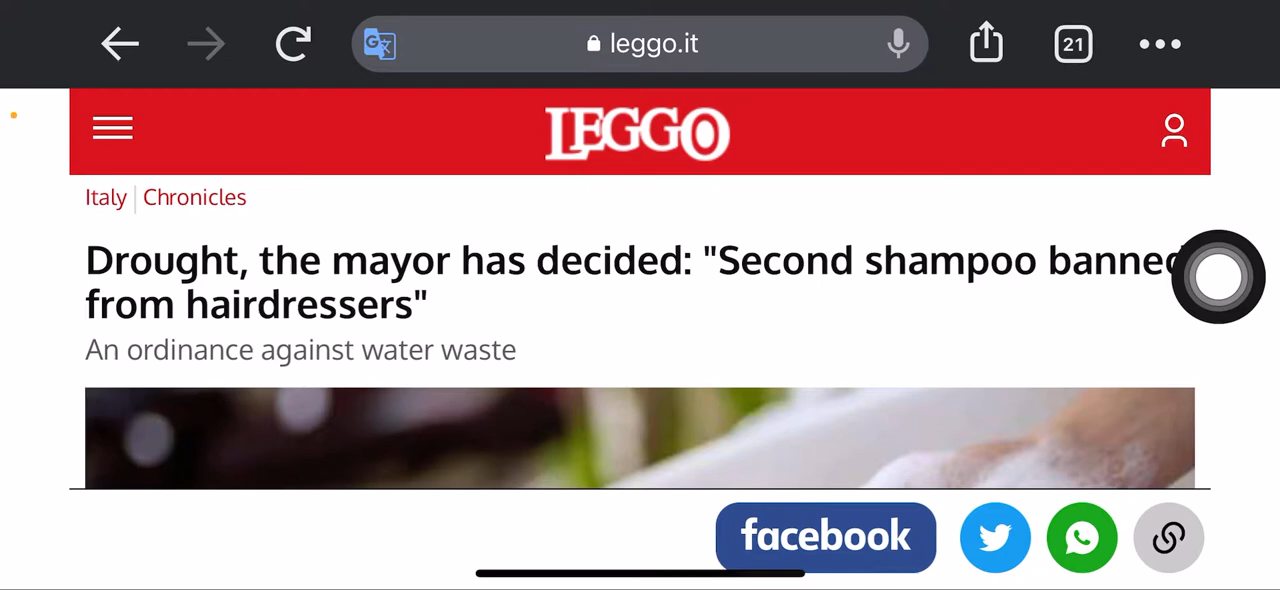 leggo.it
21
LEGGO
Italy | Chronicles
Drought, the mayor has decided: "Second shampoo banned
from hairdressers"
An ordinance against water waste
facebook